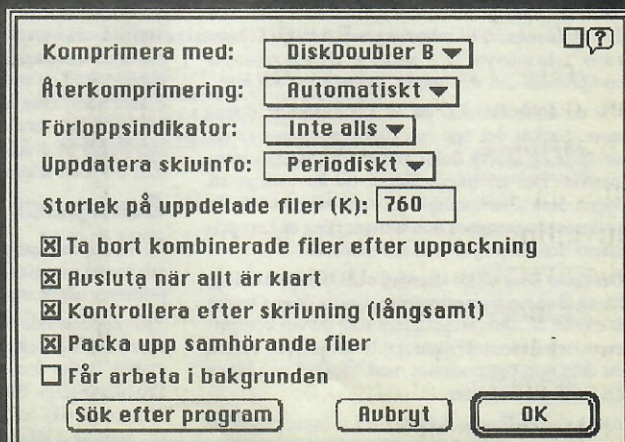 Komprimera med: DiskDoubler B
Återkomprimering: Automatiskt
Förloppsindikator: Inte alls
Uppdatera skivinfo: Periodiskt
Storlek på uppdelade filer (K): 760
Ta bort kombinerade filer efter uppackning
Avsluta när allt är klart
Kontrollera efter skrivning (långsamt)
Packa upp samhörande filer
Får arbeta i bakgrunden
Sök efter program Avbryt OK